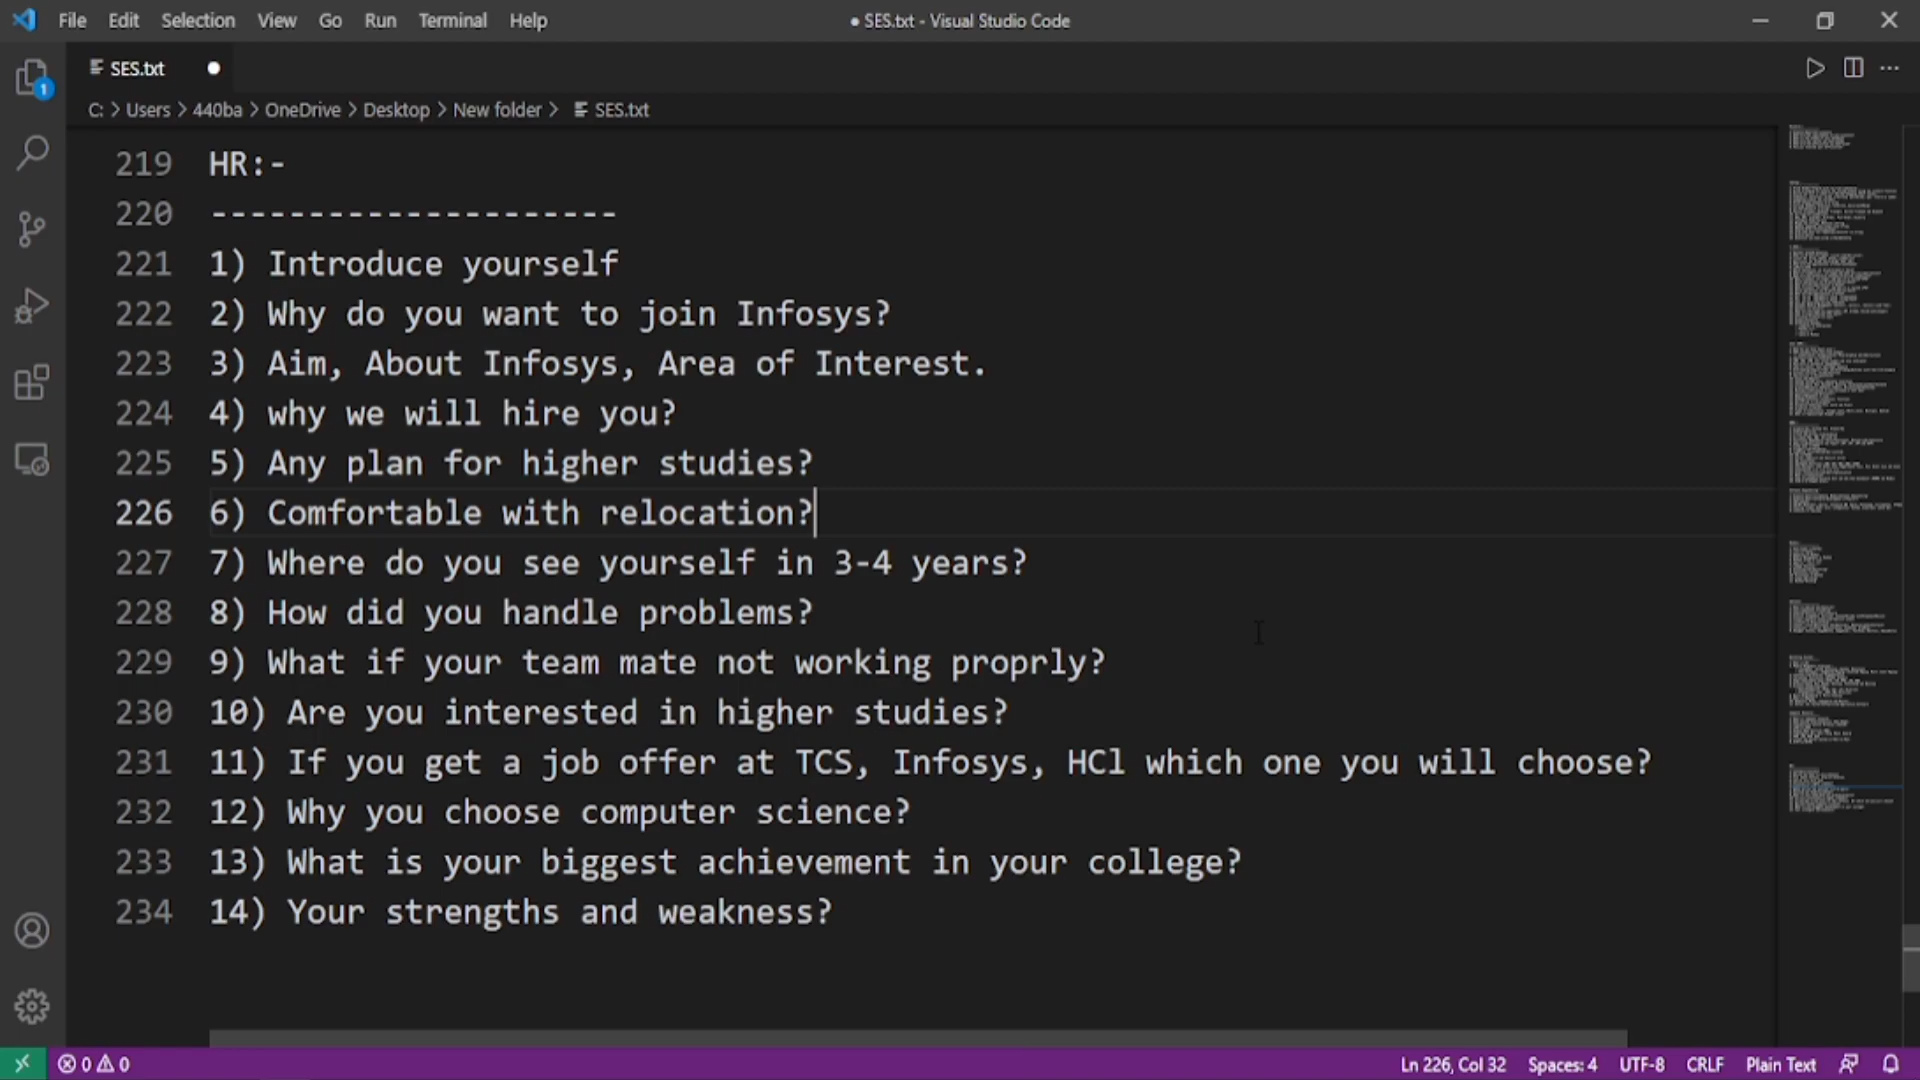 File Edit Selection View Go Run Terminal Help
● SES.txt - Visual Studio Code
SES.txt ●
C: > Users > 440ba > OneDrive > Desktop > New folder > SES.txt
1
219 HR:-
220 ---------------------
221 1) Introduce yourself
222 2) Why do you want to join Infosys?
223 3) Aim, About Infosys, Area of Interest.
224 4) why we will hire you?
225 5) Any plan for higher studies?
226 6) Comfortable with relocation?
227 7) Where do you see yourself in 3-4 years?
228 8) How did you handle problems?
229 9) What if your team mate not working proprly?
230 10) Are you interested in higher studies?
231 11) If you get a job offer at TCS, Infosys, HCl which one you will choose?
232 12) Why you choose computer science?
233 13) What is your biggest achievement in your college?
234 14) Your strengths and weakness?
0 0 Ln 226, Col 32 Spaces: 4 UTF-8 CRLF Plain Text